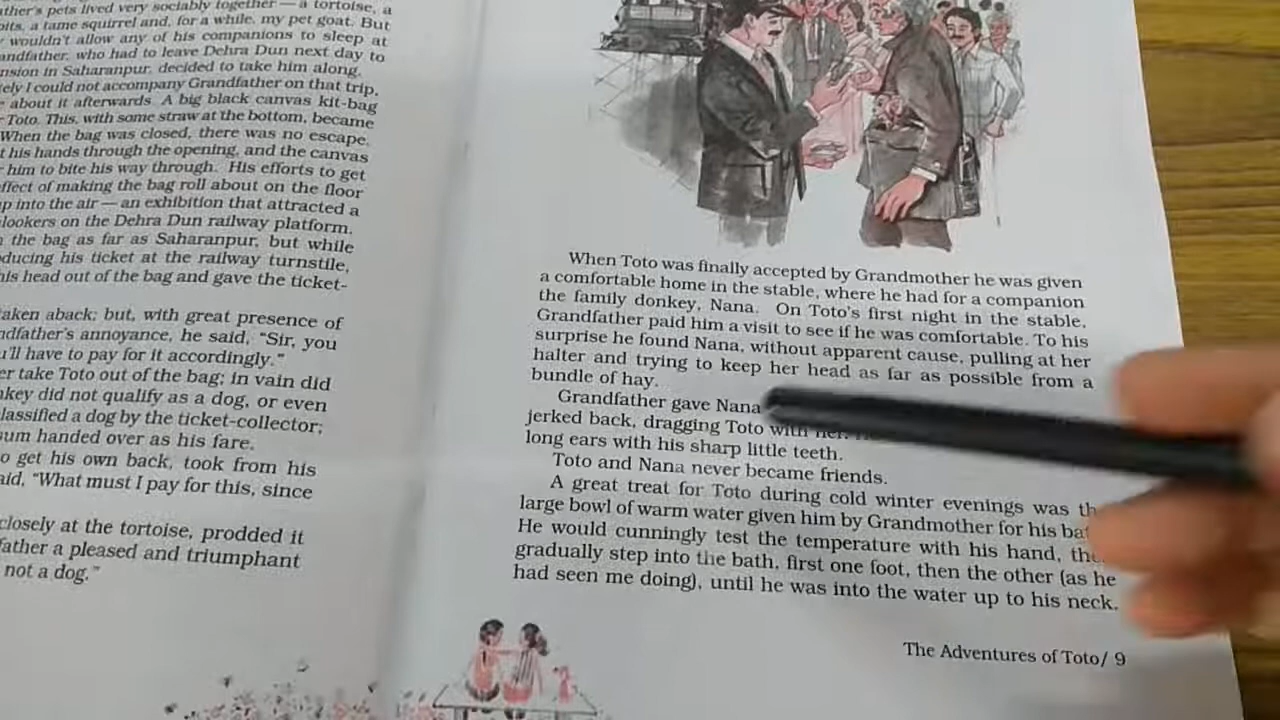 ather's pets lived very sociably together — a tortoise, a
bits, a tame squirrel and, for a while, my pet goat. But
wouldn't allow any of his companions to sleep at
andfather, who had to leave Dehra Dun next day to
nsion in Saharanpur, decided to take him along.
tely I could not accompany Grandfather on that trip,
about it afterwards. A big black canvas kit-bag
Toto. This, with some straw at the bottom, became
When the bag was closed, there was no escape.
t his hands through the opening, and the canvas
him to bite his way through. His efforts to get
ffect of making the bag roll about on the floor
up into the air — an exhibition that attracted a
lookers on the Dehra Dun railway platform.
n the bag as far as Saharanpur, but while
oducing his ticket at the railway turnstile,
his head out of the bag and gave the ticket-
taken aback; but, with great presence of
ndfather's annoyance, he said, “Sir, you
u'll have to pay for it accordingly.”
er take Toto out of the bag; in vain did
nkey did not qualify as a dog, or even
lassified a dog by the ticket-collector;
sum handed over as his fare.
o get his own back, took from his
aid, “What must I pay for this, since
closely at the tortoise, prodded it
father a pleased and triumphant
not a dog.”
When Toto was finally accepted by Grandmother he was given
a comfortable home in the stable, where he had for a companion
the family donkey, Nana. On Toto's first night in the stable,
Grandfather paid him a visit to see if he was comfortable. To his
surprise he found Nana, without apparent cause, pulling at her
halter and trying to keep her head as far as possible from a
bundle of hay.
Grandfather gave Nana
jerked back, dragging Toto with her.
long ears with his sharp little teeth.
Toto and Nana never became friends.
A great treat for Toto during cold winter evenings was th
large bowl of warm water given him by Grandmother for his ba
He would cunningly test the temperature with his hand, the
gradually step into the bath, first one foot, then the other (as he
had seen me doing), until he was into the water up to his neck.
The Adventures of Toto/ 9